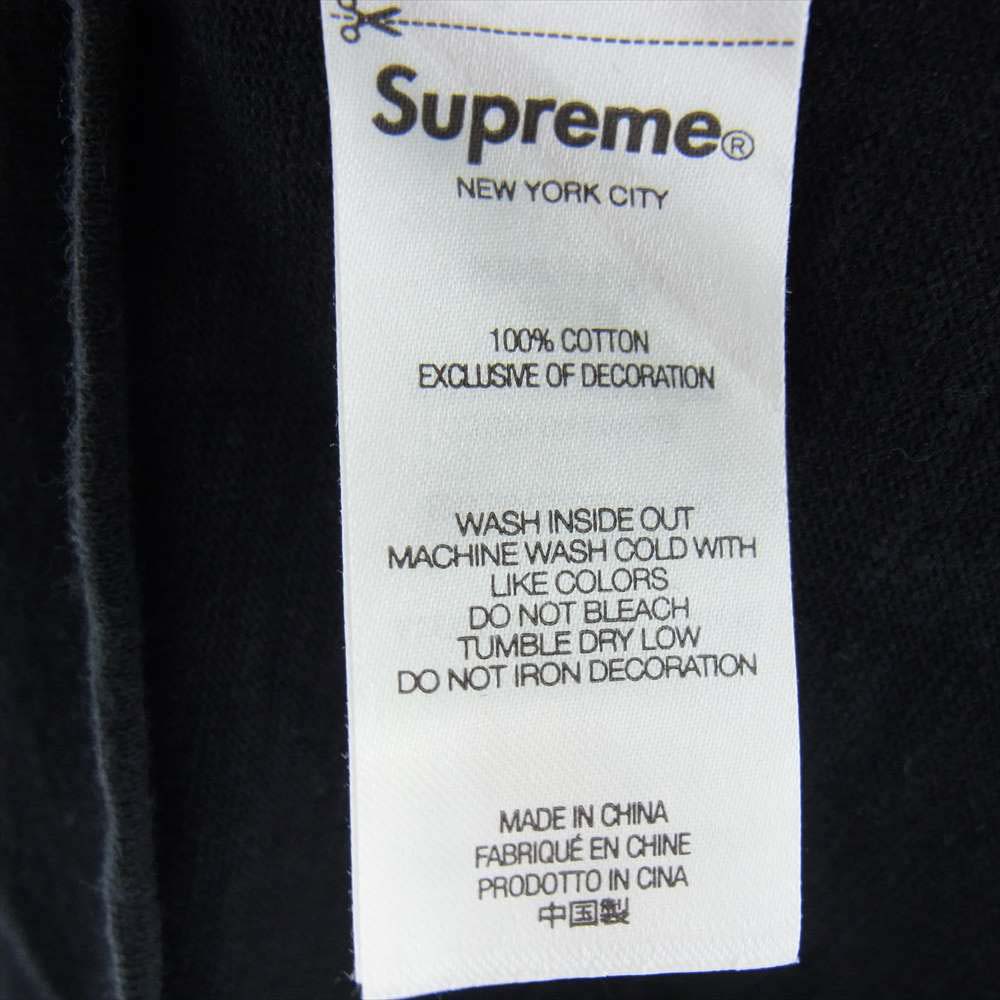 Supreme®
NEW YORK CITY
100% COTTON
EXCLUSIVE OF DECORATION
WASH INSIDE OUT
MACHINE WASH COLD WITH
LIKE COLORS
DO NOT BLEACH
TUMBLE DRY LOW
DO NOT IRON DECORATION
MADE IN CHINA
FABRIQUÉ EN CHINE
PRODOTTO IN CINA
中国製